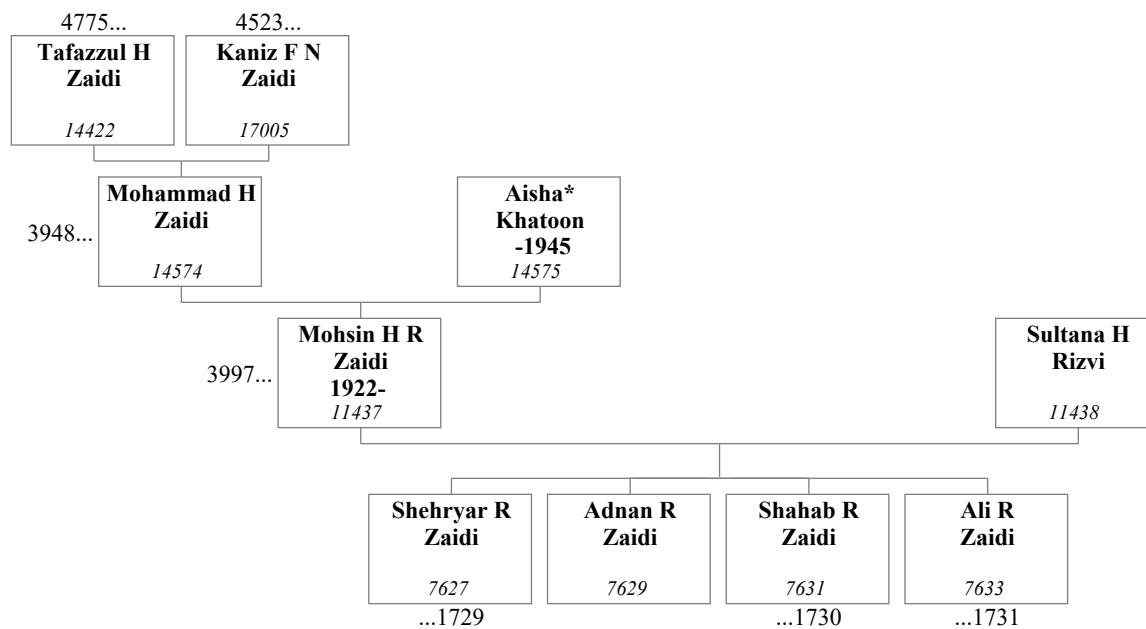 4775...
4523...
Tafazzul H
Zaidi
14422
Kaniz F N
Zaidi
17005
3948...
Mohammad H
Zaidi
14574
Aisha*
Khatoon
-1945
14575
3997...
Mohsin H R
Zaidi
1922-
11437
Sultana H
Rizvi
11438
Shehryar R
Zaidi
7627
...1729
Adnan R
Zaidi
7629
Shahab R
Zaidi
7631
...1730
Ali R
Zaidi
7633
...1731